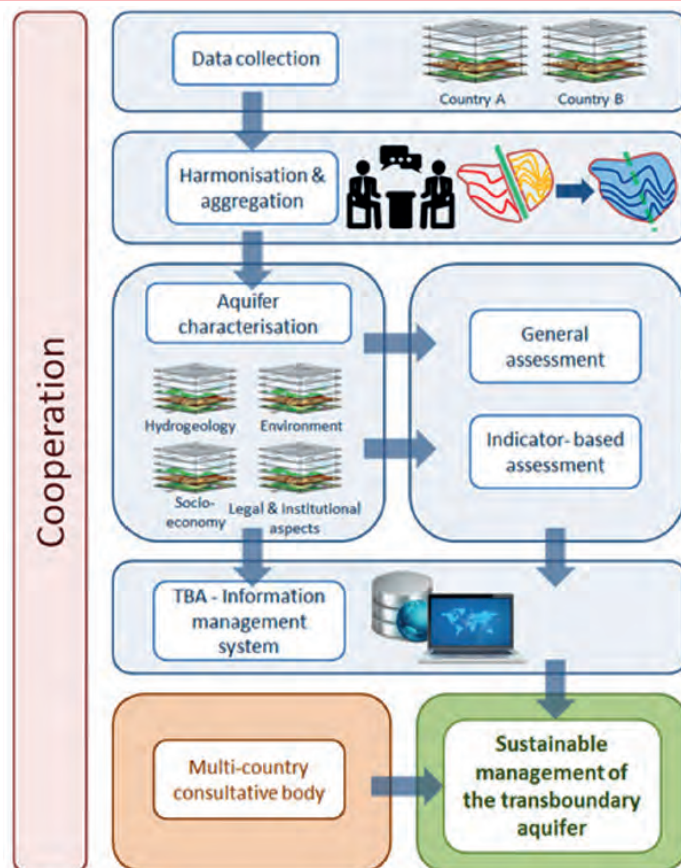 Cooperation
Data collection
Country A
Country B
Harmonisation &
aggregation
Aquifer
characterisation
Hydrogeology
Environment
Socio-
economy
Legal & Institutional
aspects
General
assessment
Indicator- based
assessment
TBA - Information
management
system
Multi-country
consultative body
Sustainable
management of
the transboundary
aquifer